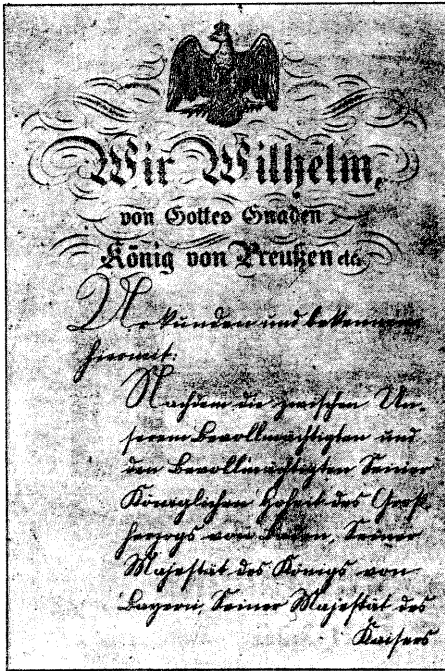 Wir Wilhelm,
von Gottes Gnaden
König von Preußen etc.
Urkunden und bekennen
hiermit:
Nachdem die zwischen Un-
serem Bevollmächtigten und
den Bevollmächtigten Seiner
Königlichen Hoheit des Groß-
herzogs von Baden, Seiner
Majestät des Königs von
Bayern, Seiner Majestät des
Kaisers